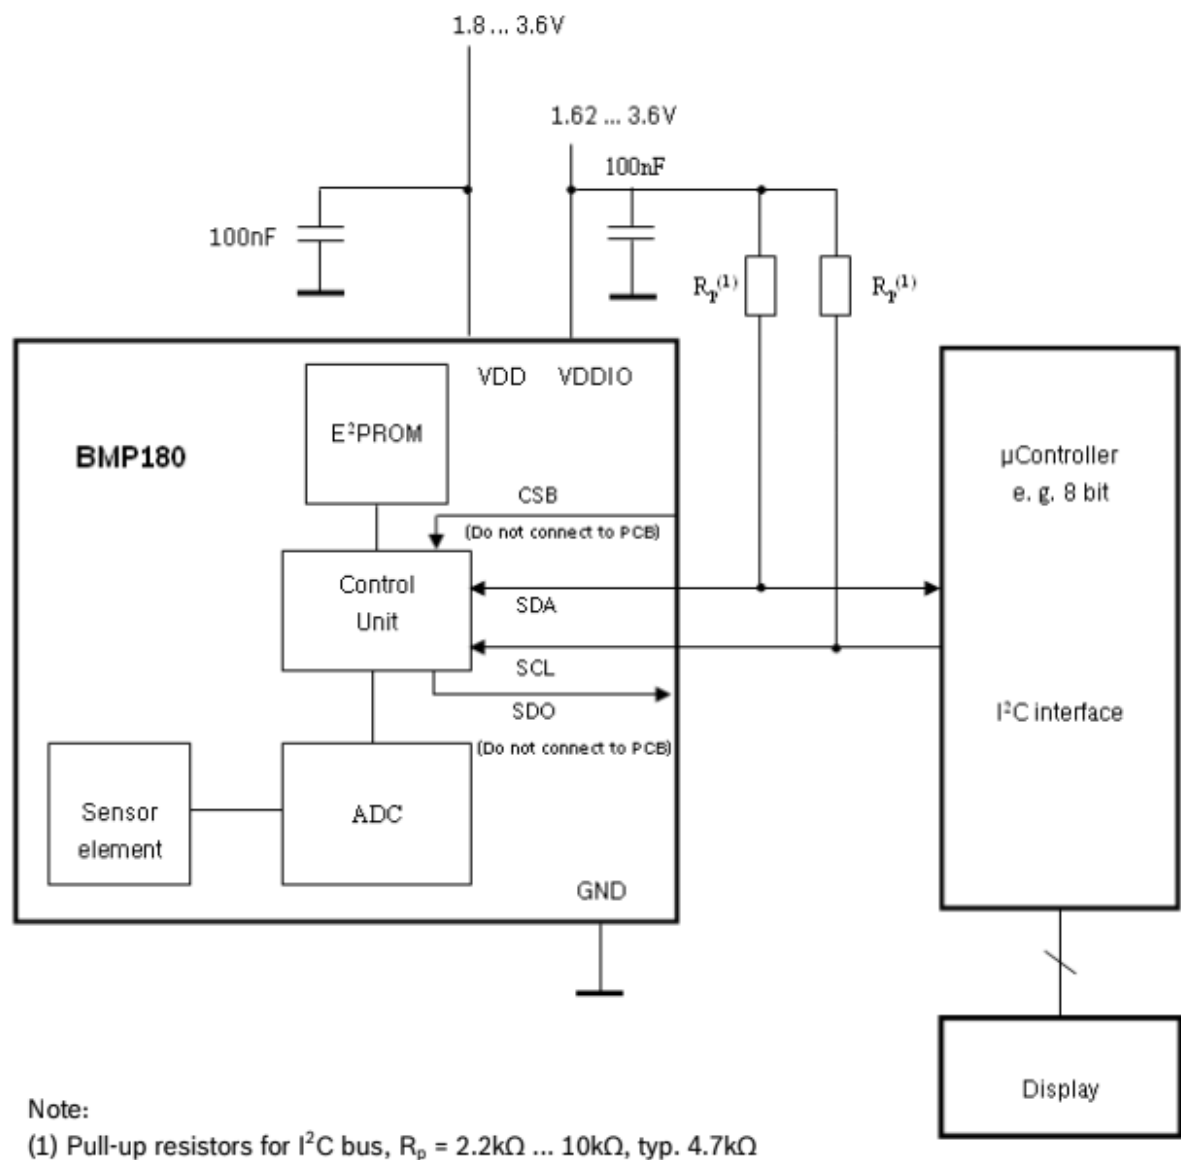 1.8 ... 3.6V
1.62 ... 3.6V
100nF
100nF
Rp(1)
Rp(1)
VDD
VDDIO
E²PROM
BMP180
µController
e. g. 8 bit
CSB
(Do not connect to PCB)
Control
Unit
SDA
SCL
SDO
(Do not connect to PCB)
I²C interface
Sensor
element
ADC
GND
Display
Note:
(1) Pull-up resistors for I²C bus, Rp = 2.2kΩ ... 10kΩ, typ. 4.7kΩ